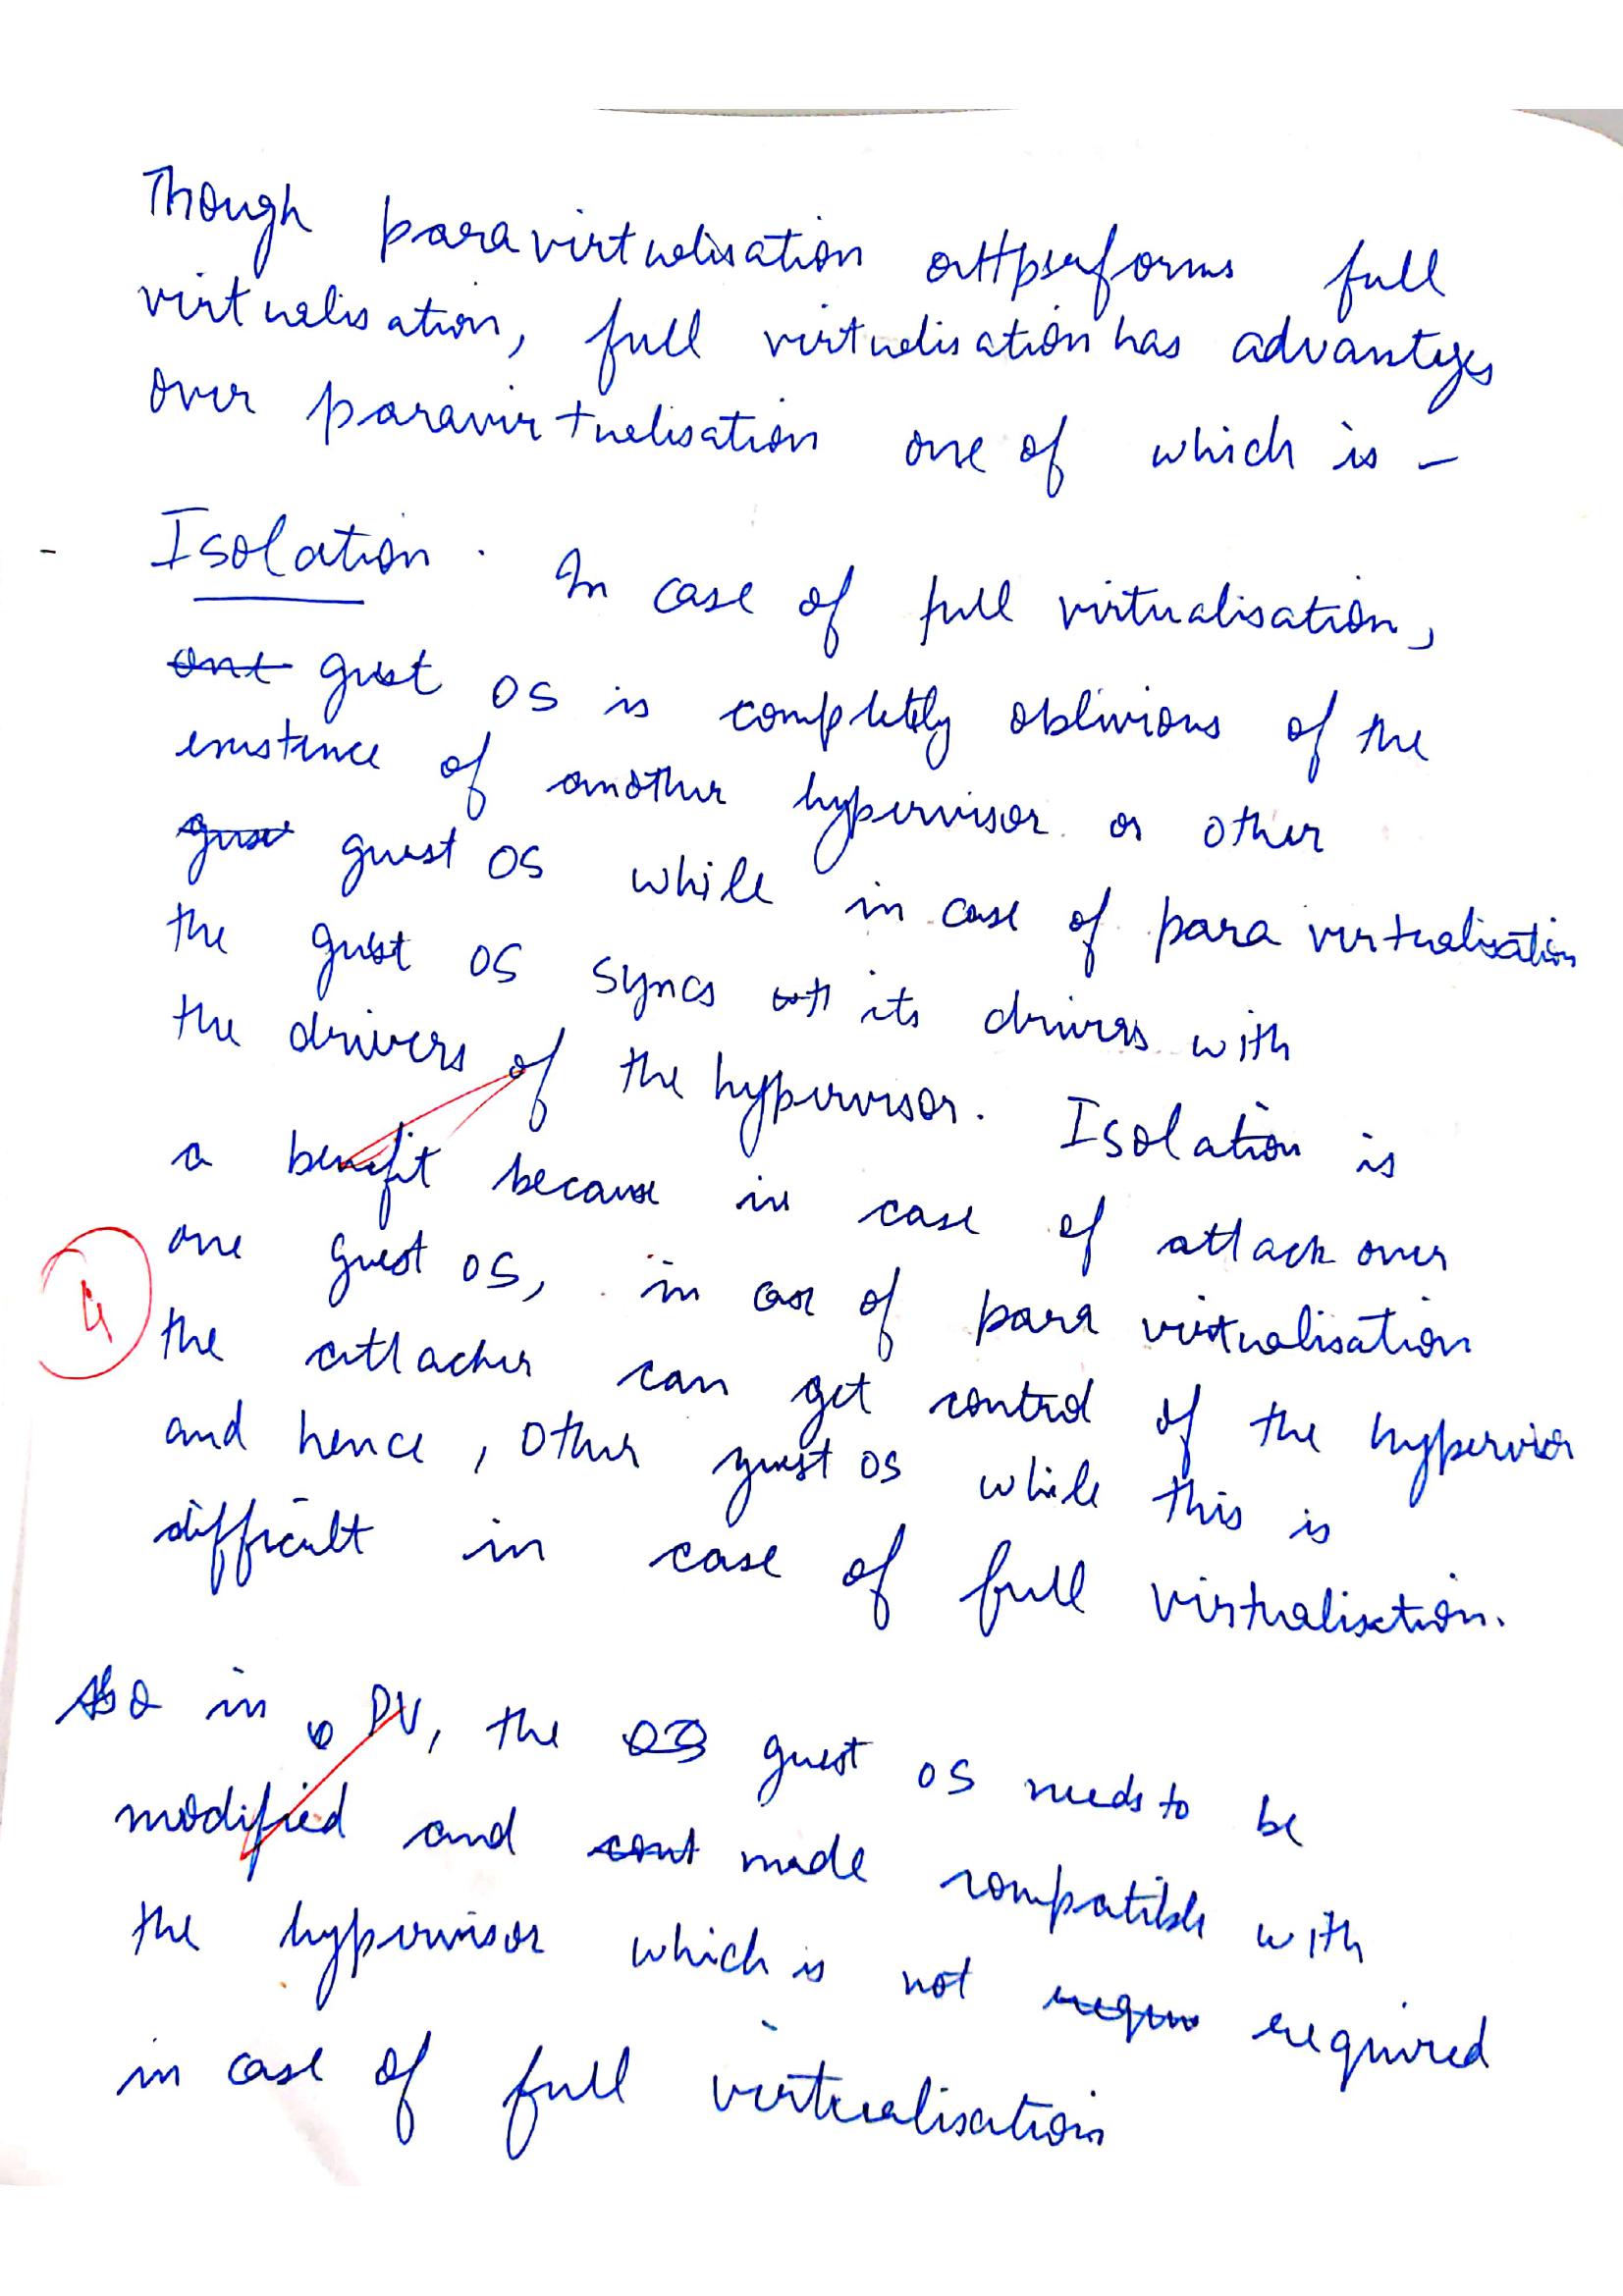 Though paravirtualisation outperforms full
virtualisation, full virtualisation has advantages
over paravirtualisation one of which is -
- Isolation . In case of full virtualisation,
guest OS is completely oblivious of the
existence of another hypervisor or other
guest OS while in case of para virtualisation
the guest OS syncs its drivers with
the drivers of the hypervisor. Isolation is
a benefit because in case of attack over
one guest OS, in case of para virtualisation
4
the attacker can get control of the hypervisor
and hence, other guest OS while this is
difficult in case of full virtualisation.
Also in PV, the guest OS needs to be
modified and made compatible with
the hypervisor which is not required
in case of full virtualisation